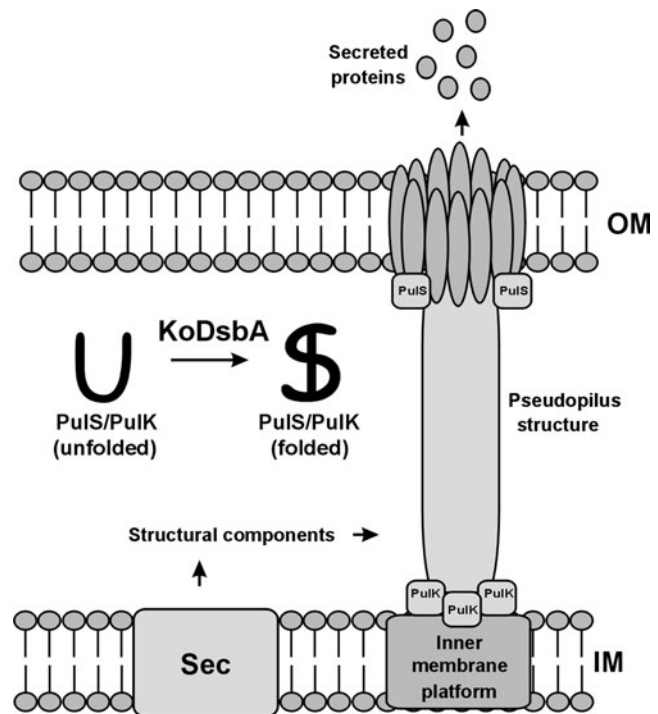 Secreted
proteins
OM
PulS
PulS
KoDsbA
PulS/PulK
(unfolded)
PulS/PulK
(folded)
Pseudopilus
structure
Structural components
PulK
PulK
PulK
Sec
Inner
membrane
platform
IM